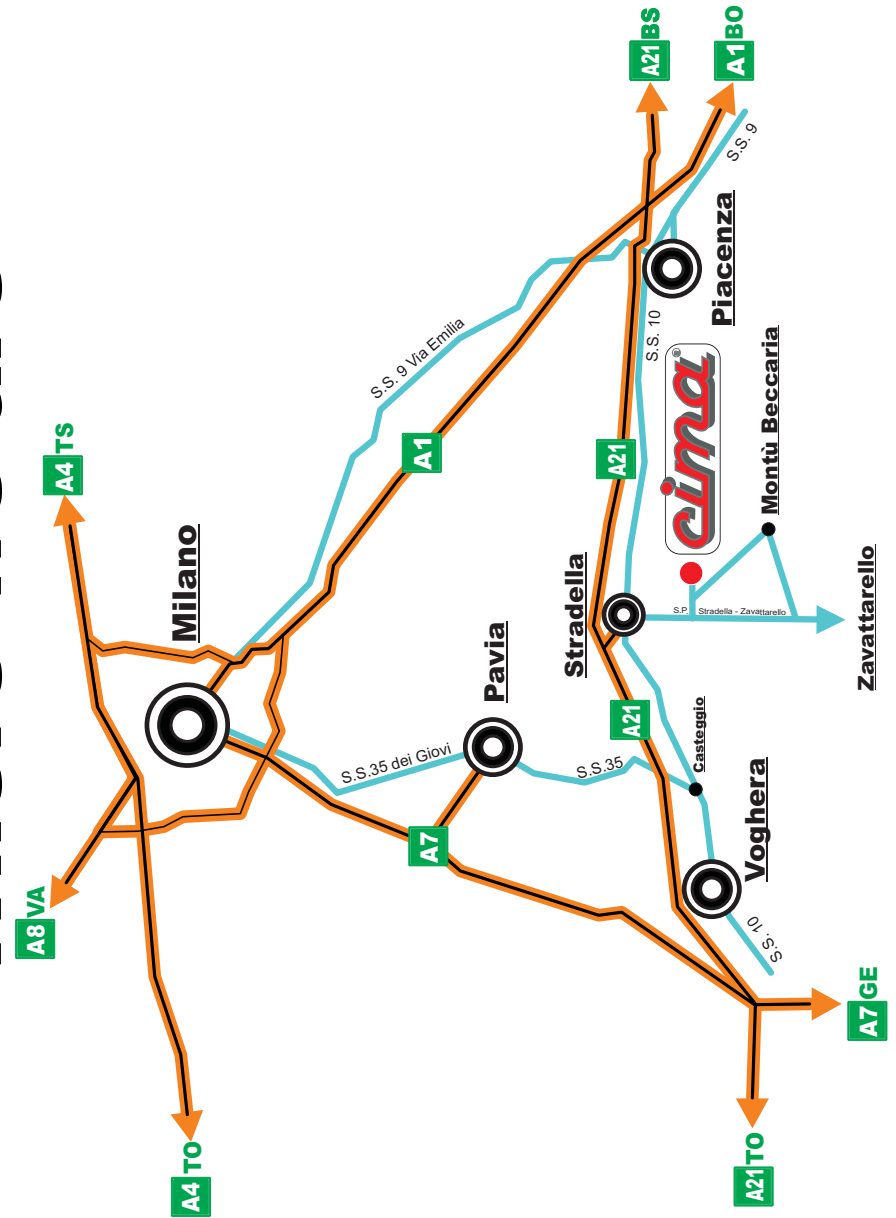 A8 VA
A4 TS
Milano
A4 TO
S.S. 9 Via Emilia
A1
S.S.35 dei Giovi
Pavia
A7
S.S.35
A21 BS
A1 BO
S.S. 9
Piacenza
S.S. 10
A21
cima®
Stradella
Montù Beccaria
S.P. Stradella - Zavattarello
Zavattarello
A21
Casteggio
Voghera
S.S. 10
A7 GE
A21 TO